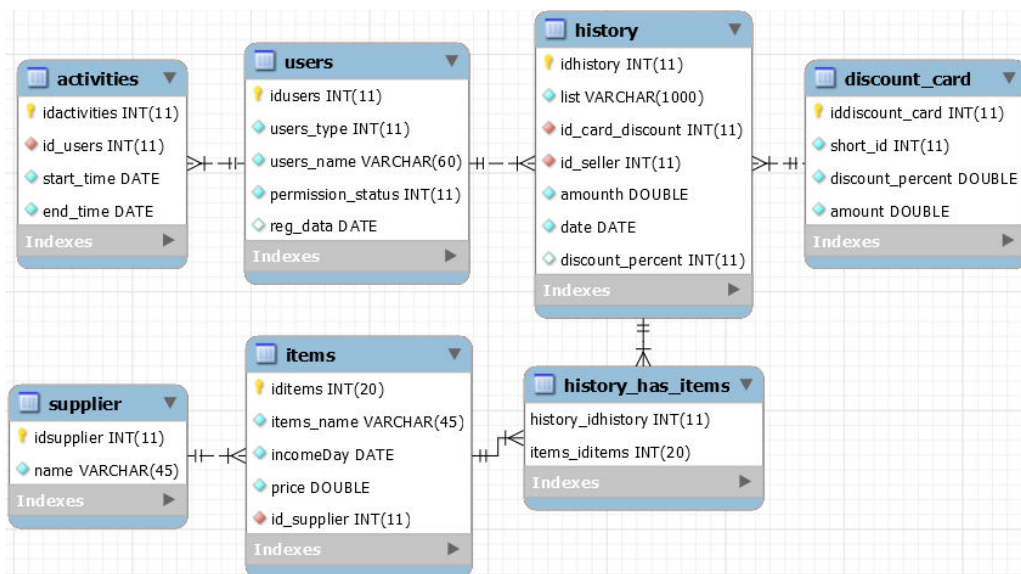 activities
idactivities INT(11)
id_users INT(11)
start_time DATE
end_time DATE
Indexes
users
idusers INT(11)
users_type INT(11)
users_name VARCHAR(60)
permission_status INT(11)
reg_data DATE
Indexes
history
idhistory INT(11)
list VARCHAR(1000)
id_card_discount INT(11)
id_seller INT(11)
amounth DOUBLE
date DATE
discount_percent INT(11)
Indexes
discount_card
iddiscount_card INT(11)
short_id INT(11)
discount_percent DOUBLE
amount DOUBLE
Indexes
supplier
idsupplier INT(11)
name VARCHAR(45)
Indexes
items
iditems INT(20)
items_name VARCHAR(45)
incomeDay DATE
price DOUBLE
id_supplier INT(11)
Indexes
history_has_items
history_idhistory INT(11)
items_iditems INT(20)
Indexes